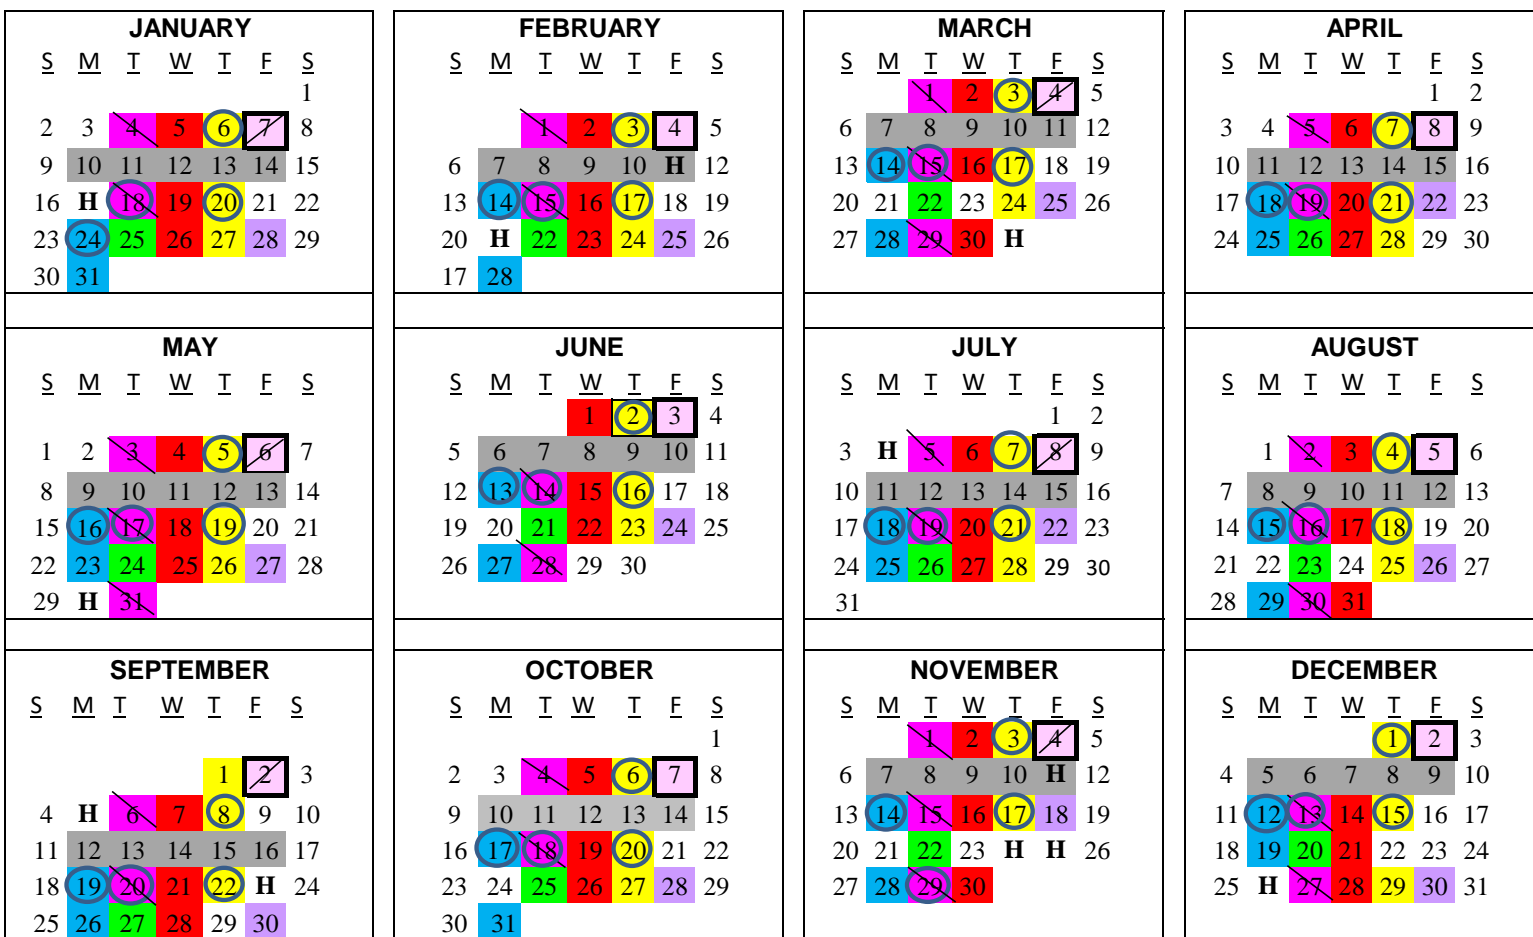 JANUARY FEBRUARY MARCH APRIL
S M T W T F S S M T W T F S S M T W T F S S M T W T F S
1 1 2 3 4 5 1 2
2 3 4 5 6 7 8 1 2 3 4 5 6 7 8 9 10 11 12 3 4 5 6 7 8 9
9 10 11 12 13 14 15 6 7 8 9 10 H 12 13 14 15 16 17 18 19 10 11 12 13 14 15 16
16 H 18 19 20 21 22 13 14 15 16 17 18 19 20 21 22 23 24 25 26 17 18 19 20 21 22 23
23 24 25 26 27 28 29 20 H 22 23 24 25 26 27 28 29 30 H 24 25 26 27 28 29 30
30 31 17 28
MAY JUNE JULY AUGUST
S M T W T F S S M T W T F S S M T W T F S S M T W T F S
1 2 3 4 1 2
1 2 3 4 5 6 7 5 6 7 8 9 10 11 3 H 5 6 7 8 9 1 2 3 4 5 6
8 9 10 11 12 13 14 12 13 14 15 16 17 18 10 11 12 13 14 15 16 7 8 9 10 11 12 13
15 16 17 18 19 20 21 19 20 21 22 23 24 25 17 18 19 20 21 22 23 14 15 16 17 18 19 20
22 23 24 25 26 27 28 26 27 28 29 30 24 25 26 27 28 29 30 21 22 23 24 25 26 27
29 H 31 31 28 29 30 31
SEPTEMBER OCTOBER NOVEMBER DECEMBER
S M T W T F S S M T W T F S S M T W T F S S M T W T F S
1 1 2 3 4 5 1 2 3
1 2 3 2 3 4 5 6 7 8 6 7 8 9 10 H 12 4 5 6 7 8 9 10
4 H 6 7 8 9 10 9 10 11 12 13 14 15 13 14 15 16 17 18 19 11 12 13 14 15 16 17
11 12 13 14 15 16 17 16 17 18 19 20 21 22 20 21 22 23 H H 26 18 19 20 21 22 23 24
18 19 20 21 22 H 24 23 24 25 26 27 28 29 27 28 29 30 25 H 27 28 29 30 31
25 26 27 28 29 30 30 31